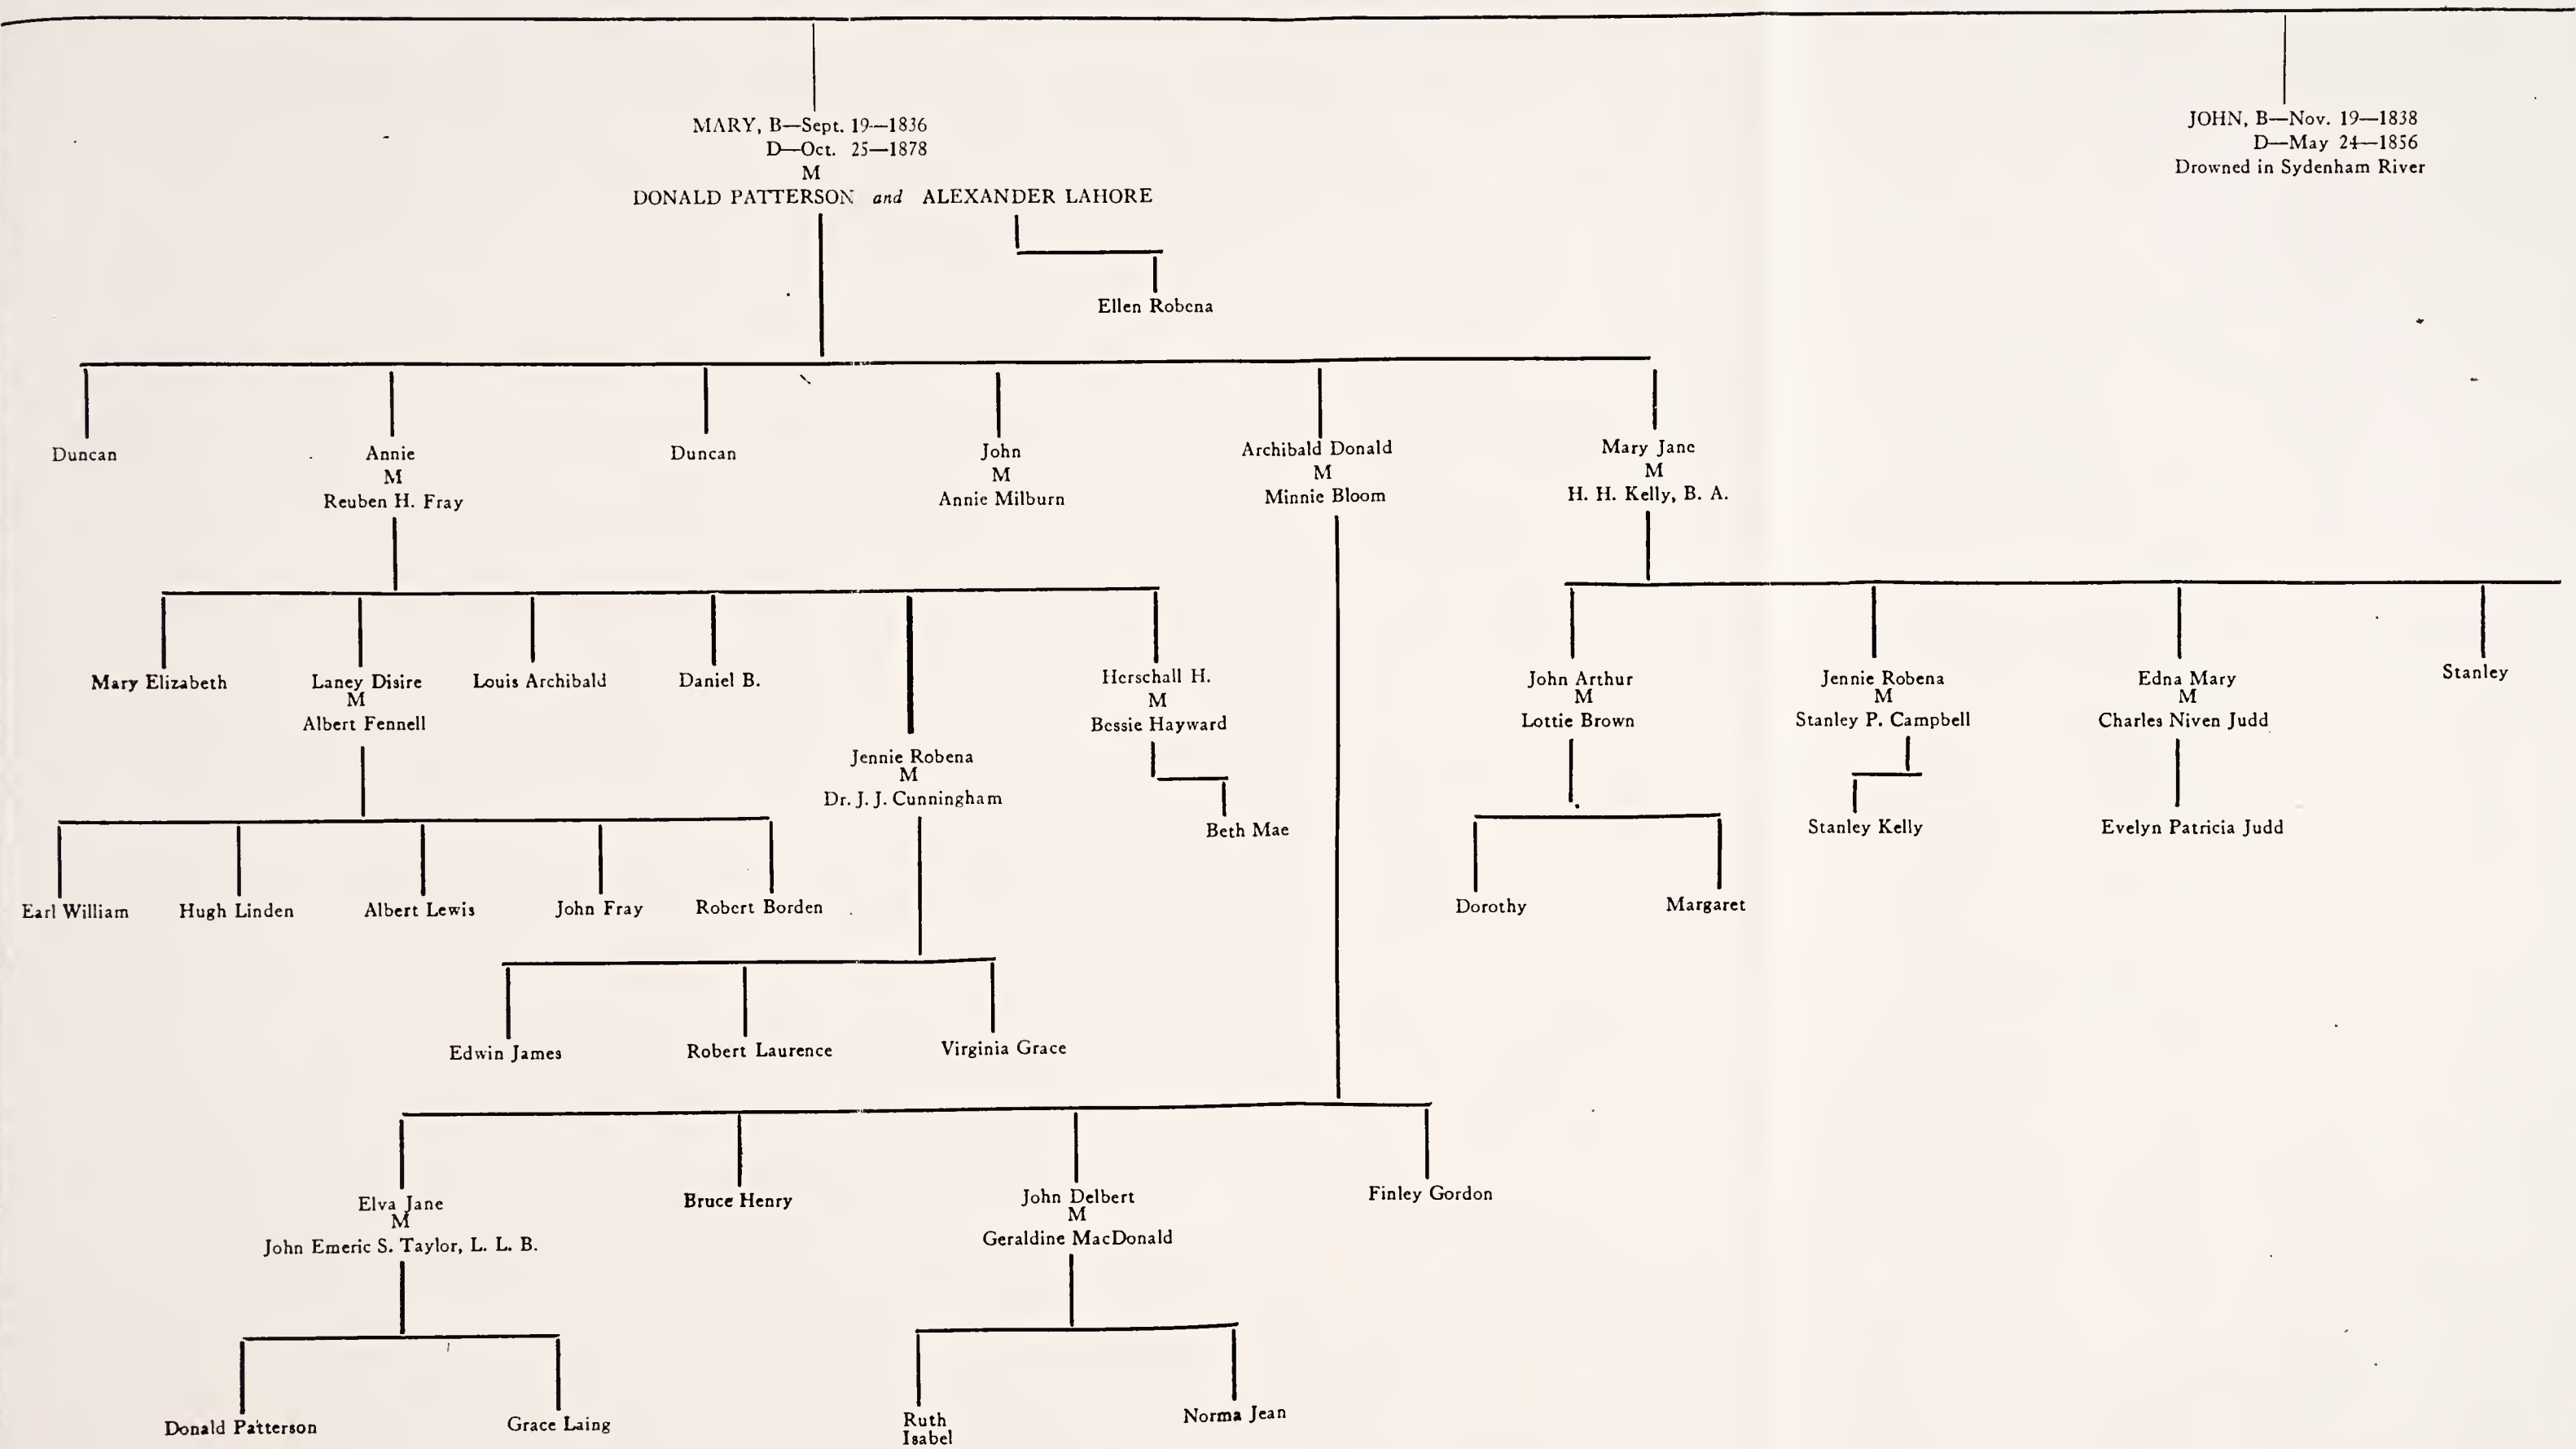 MARY, B—Sept. 19—1836
D—Oct. 25—1878
M
DONALD PATTERSON and ALEXANDER LAHORE
JOHN, B—Nov. 19—1838
D—May 24—1856
Drowned in Sydenham River
Ellen Robena
Duncan
Annie
M
Reuben H. Fray
Duncan
John
M
Annie Milburn
Archibald Donald
M
Minnie Bloom
Mary Jane
M
H. H. Kelly, B. A.
Mary Elizabeth
Laney Disire
M
Albert Fennell
Louis Archibald
Daniel B.
Jennie Robena
M
Dr. J. J. Cunningham
Herschall H.
M
Bessie Hayward
Beth Mae
John Arthur
M
Lottie Brown
Jennie Robena
M
Stanley P. Campbell
Stanley Kelly
Edna Mary
M
Charles Niven Judd
Evelyn Patricia Judd
Stanley
Earl William
Hugh Linden
Albert Lewis
John Fray
Robert Borden
Dorothy
Margaret
Edwin James
Robert Laurence
Virginia Grace
Elva Jane
M
John Emeric S. Taylor, L. L. B.
Bruce Henry
John Delbert
M
Geraldine MacDonald
Finley Gordon
Donald Patterson
Grace Laing
Ruth
Isabel
Norma Jean